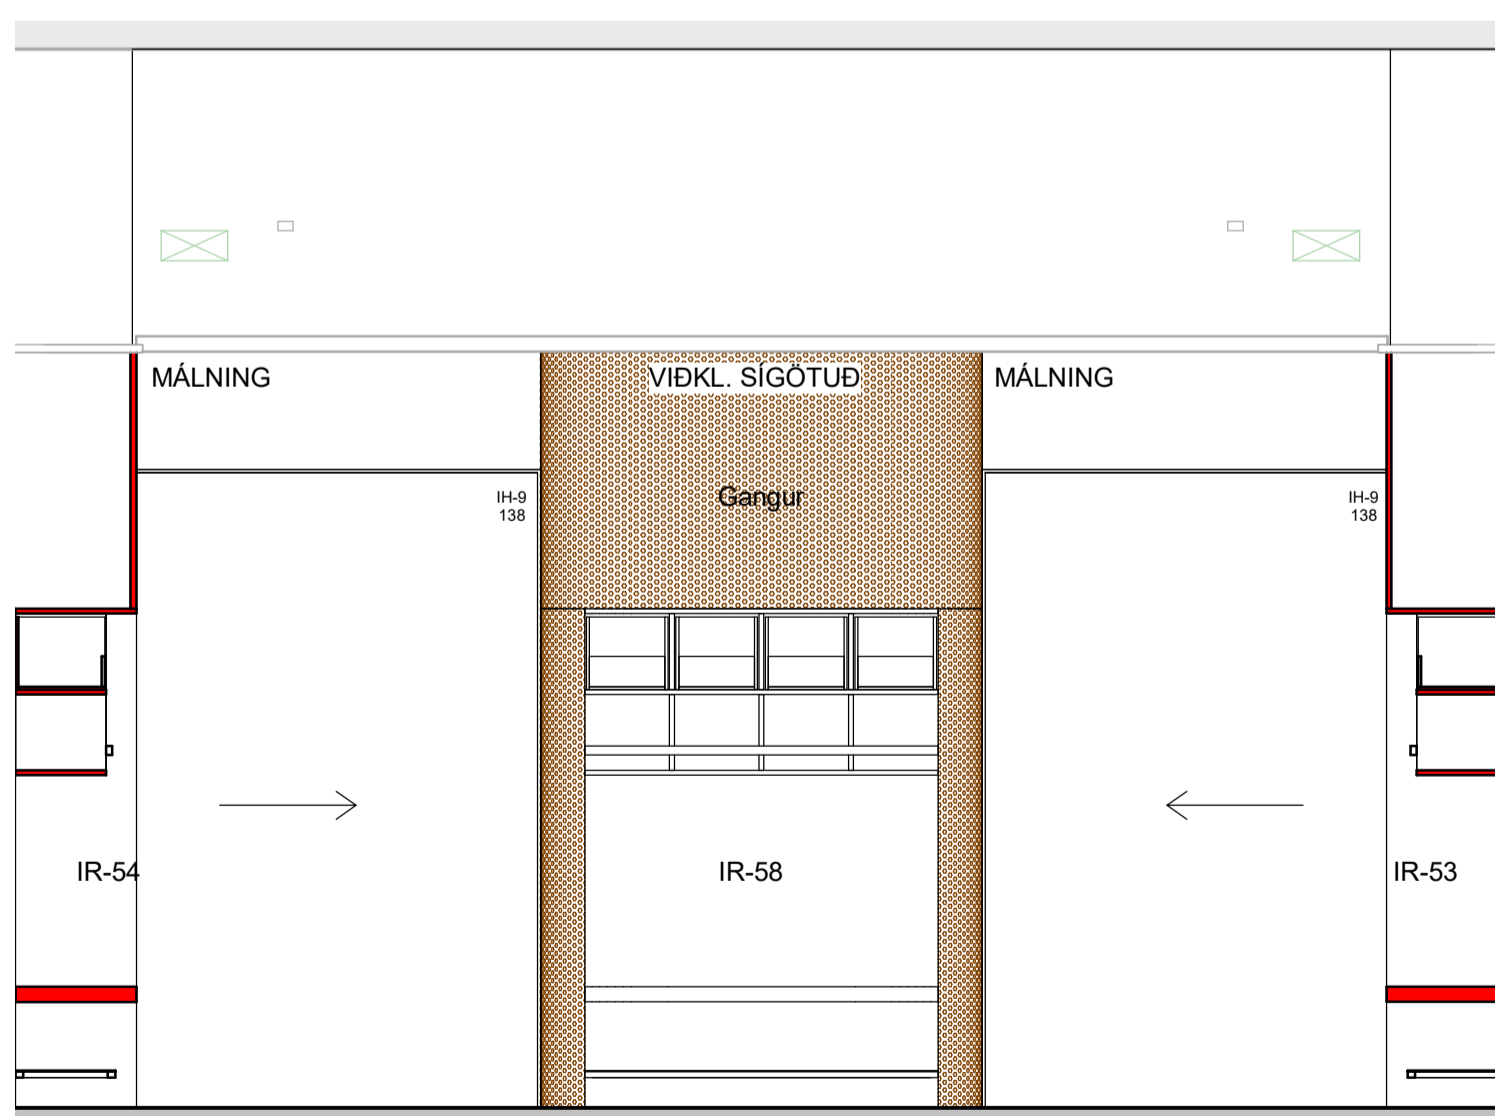 MÁLNING
VIÐKL. SÍGÖTUÐ
MÁLNING
IH-9
138
Gangur
IH-9
138
IR-54
IR-58
IR-53